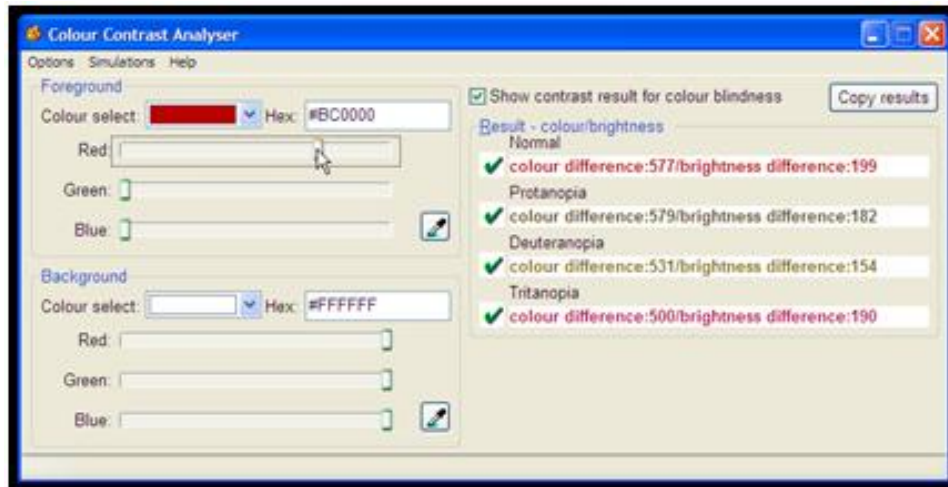 Colour Contrast Analyser
Options Simulations Help
Foreground
Colour select: Hex: #BC0000
Red:
Green:
Blue:
Background
Colour select: Hex: #FFFFFF
Red:
Green:
Blue:
Show contrast result for colour blindness
Copy results
Result - colour/brightness
Normal
colour difference:577/brightness difference:199
Protanopia
colour difference:579/brightness difference:182
Deuteranopia
colour difference:531/brightness difference:154
Tritanopia
colour difference:500/brightness difference:190